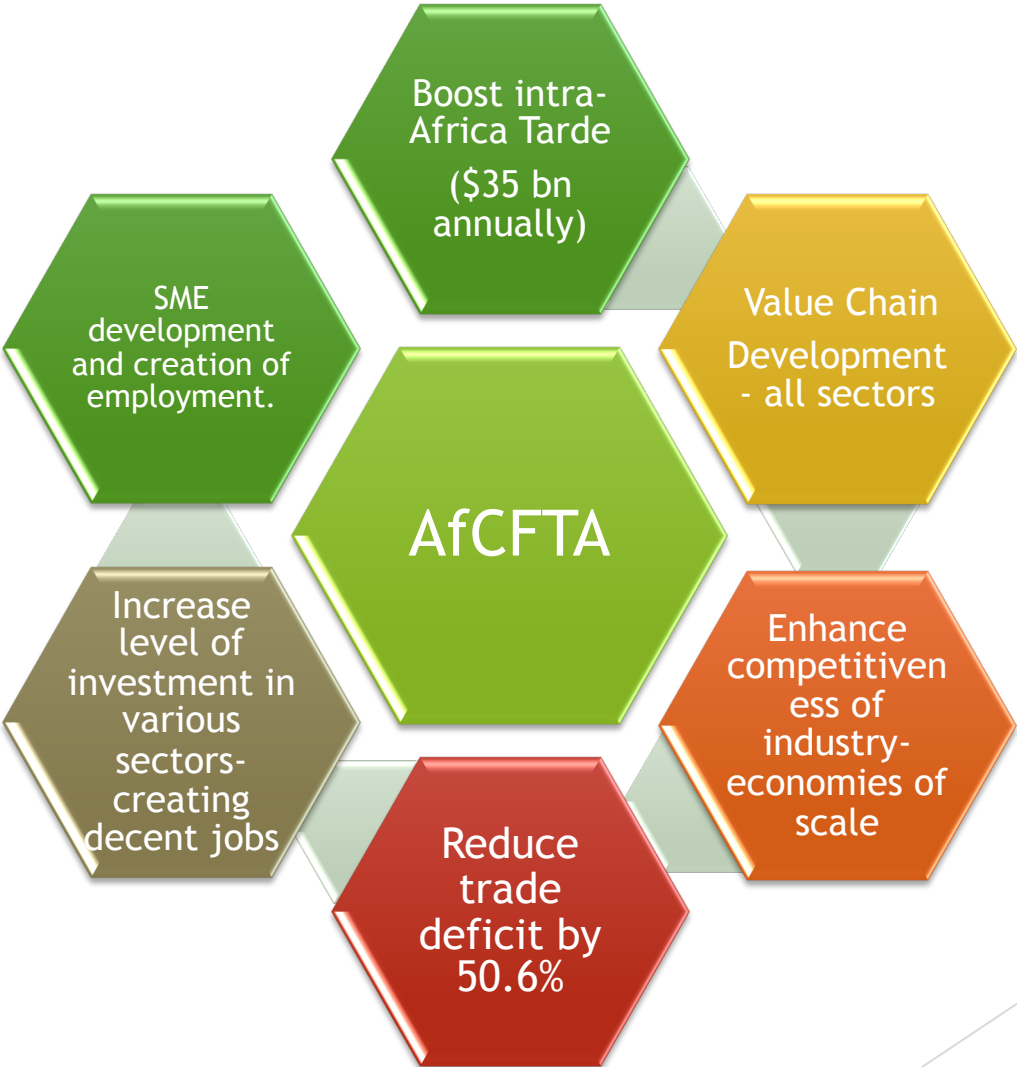 Boost intra-
Africa Tarde
($35 bn
annually)
Value Chain
Development
- all sectors
Enhance
competitiven
ess of
industry-
economies of
scale
Reduce
trade
deficit by
50.6%
Increase
level of
investment in
various
sectors-
creating
decent jobs
SME
development
and creation of
employment.
AfCFTA